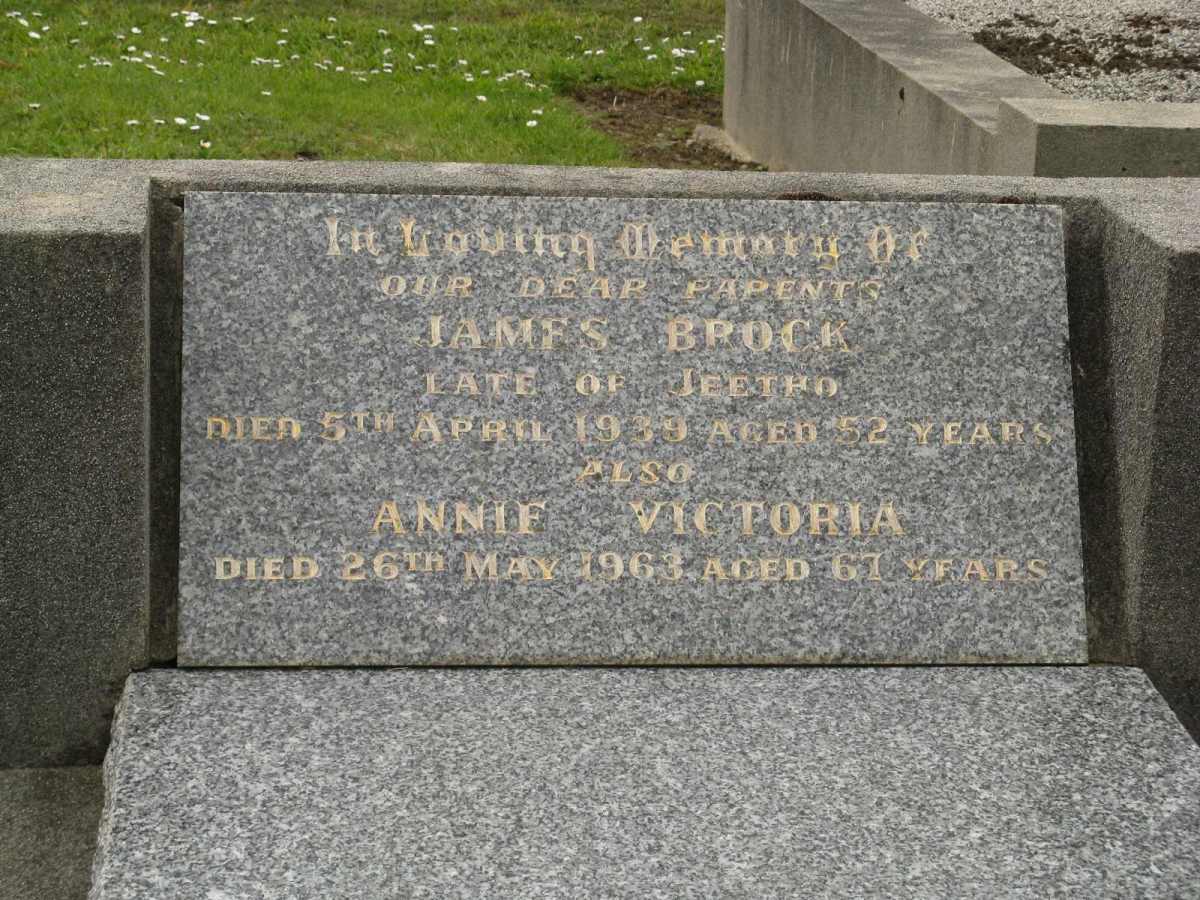 In Loving Memory Of
OUR DEAR PARENTS
JAMES BROCK
LATE OF JEETHO
DIED 5TH APRIL 1939 AGED 52 YEARS
ALSO
ANNIE VICTORIA
DIED 26TH MAY 1963 AGED 67 YEARS